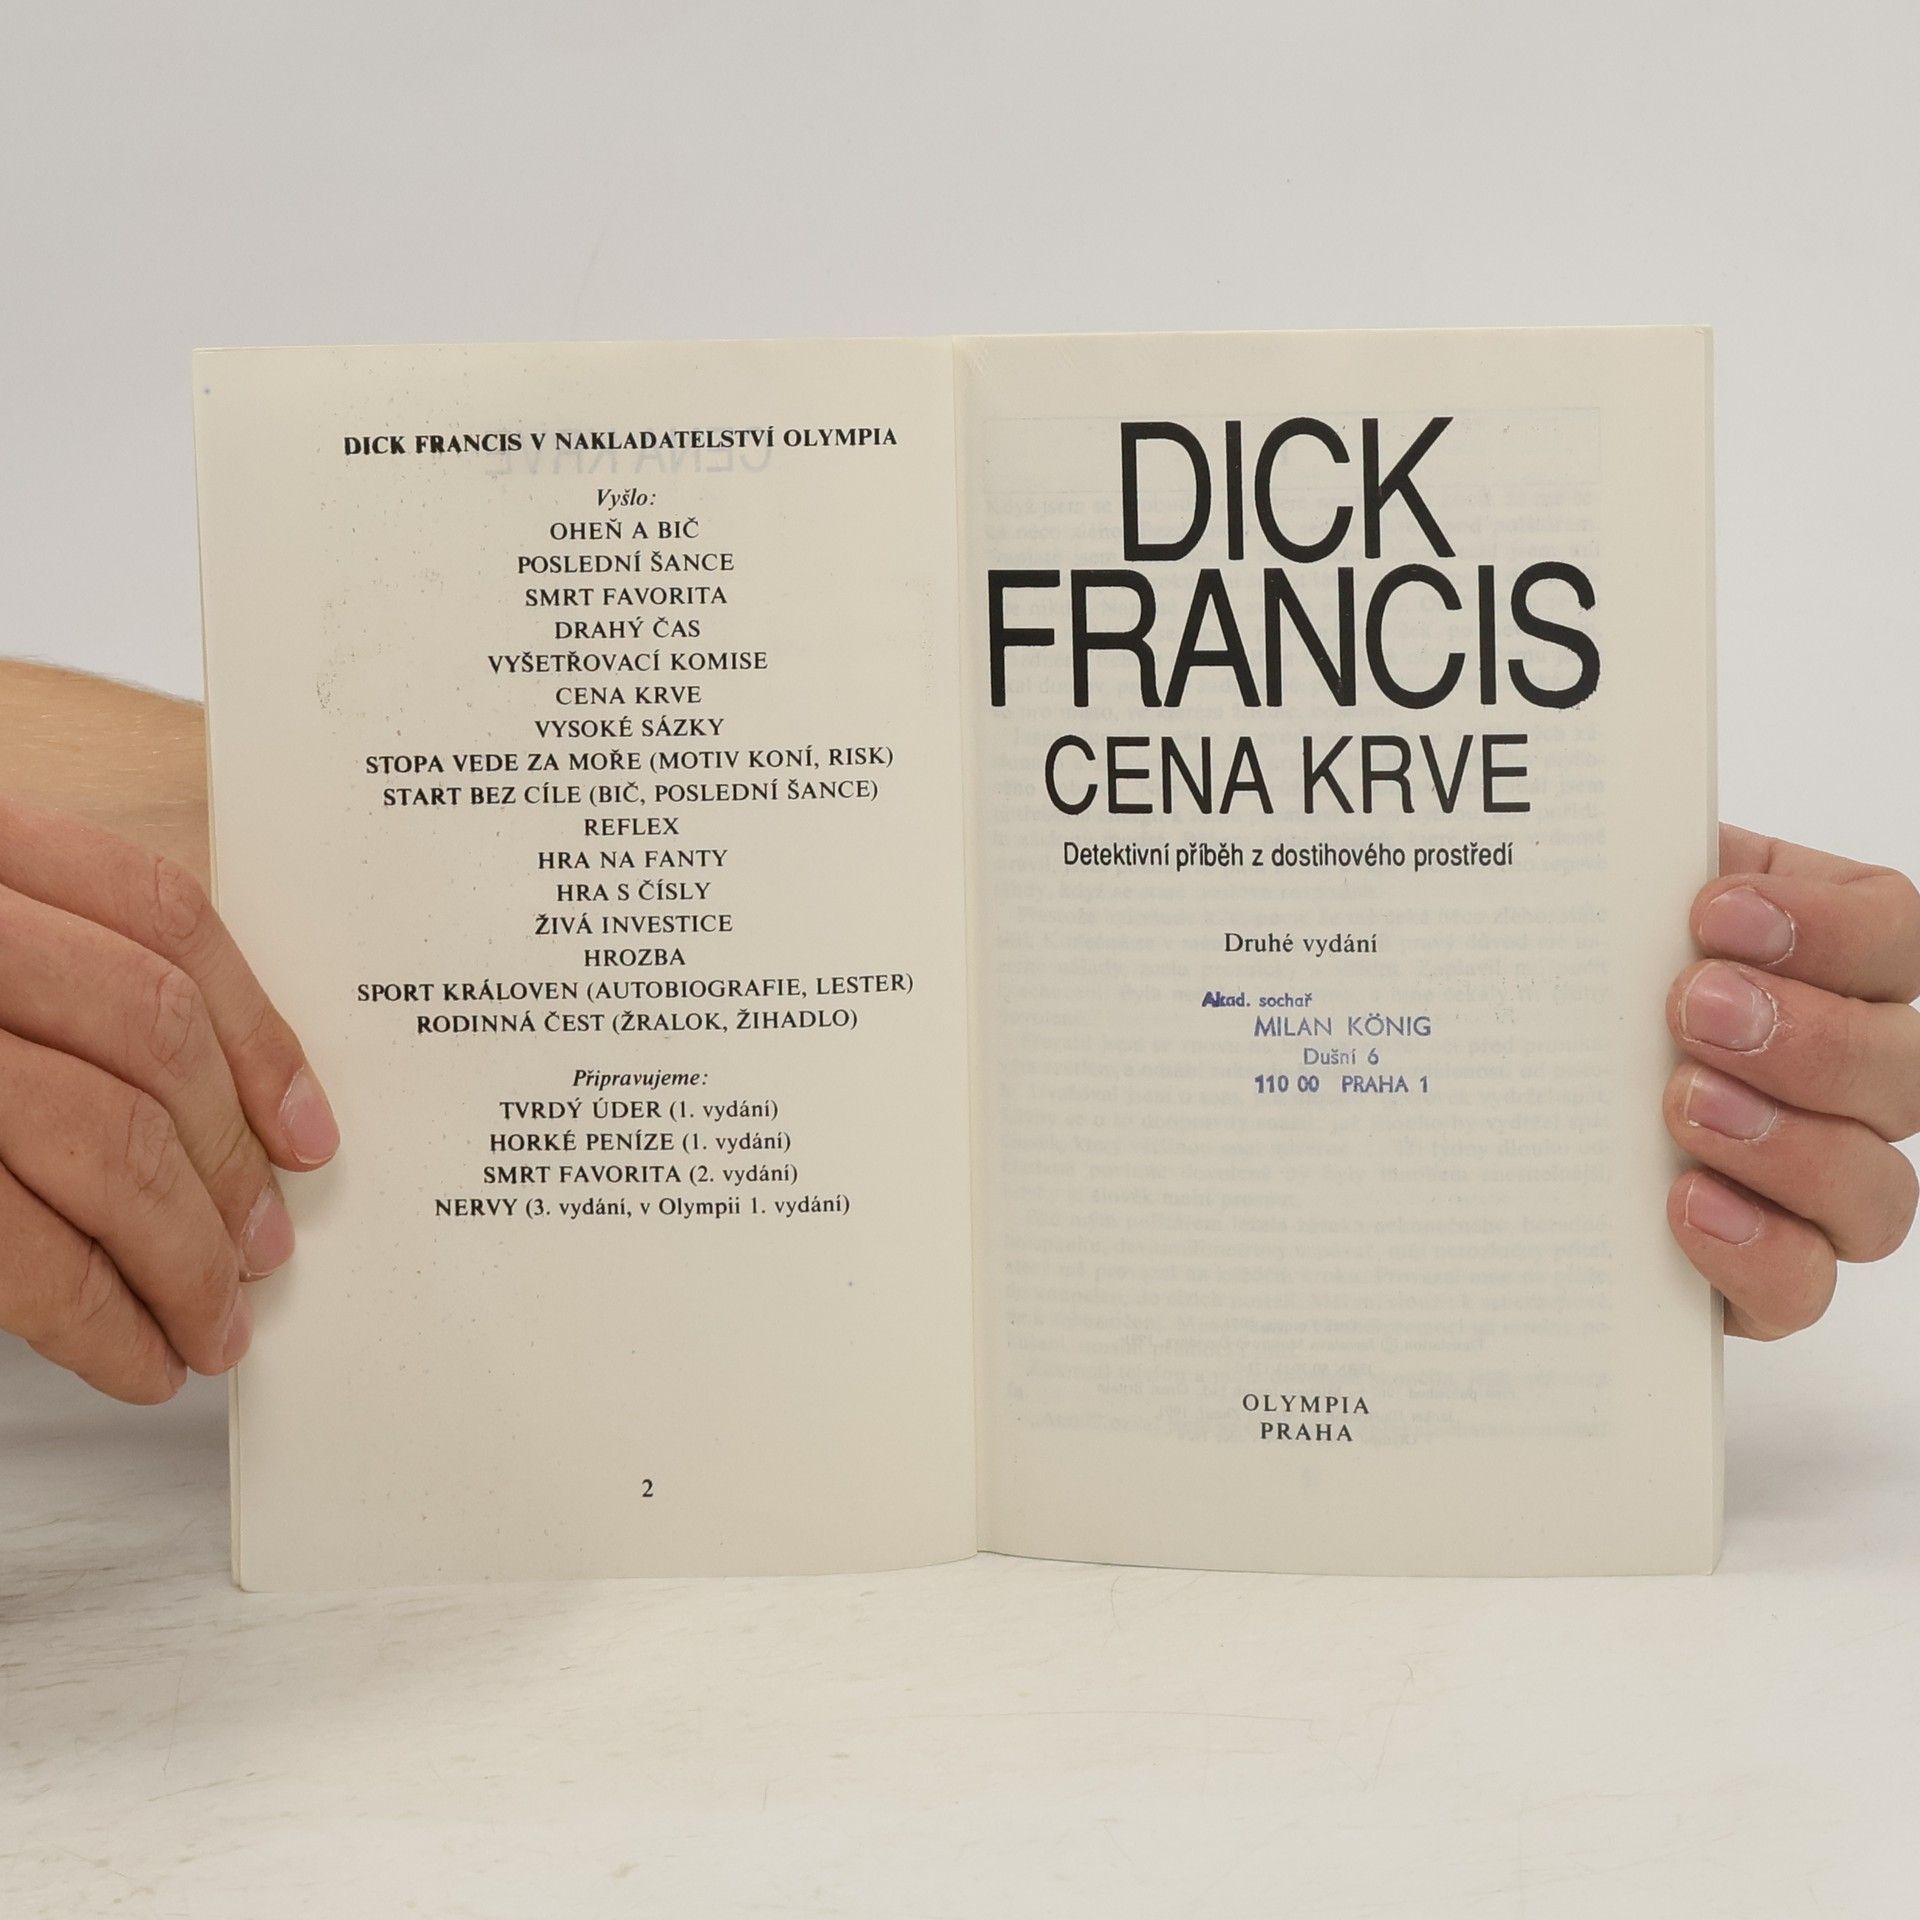 DICK FRANCIS V NAKLADATELSTVÍ OLYMPIA
Vyšlo:
OHEŇ A BIČ
POSLEDNÍ ŠANCE
SMRT FAVORITA
DRAHÝ ČAS
VYŠETŘOVACÍ KOMISE
CENA KRVE
VYSOKÉ SÁZKY
STOPA VEDE ZA MOŘE (MOTIV KONÍ, RISK)
START BEZ CÍLE (BIČ, POSLEDNÍ ŠANCE)
REFLEX
HRA NA FANTY
HRA S ČÍSLY
ŽIVÁ INVESTICE
HROZBA
SPORT KRÁLOVEN (AUTOBIOGRAFIE, LESTER)
RODINNÁ ČEST (ŽRALOK, ŽIHADLO)
Připravujeme:
TVRDÝ ÚDER (1. vydání)
HORKÉ PENÍZE (1. vydání)
SMRT FAVORITA (2. vydání)
NERVY (3. vydání, v Olympii 1. vydání)
2
DICK
FRANCIS
CENA KRVE
Detektivní příběh z dostihového prostředí
Druhé vydání
Akad. sochař
MILAN KÖNIG
Dušní 6
110 00 PRAHA 1
OLYMPIA
PRAHA